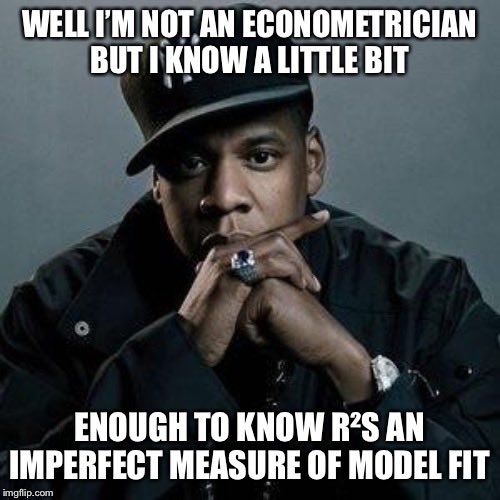 WELL I'M NOT AN ECONOMETRICIAN
BUT I KNOW A LITTLE BIT
ENOUGH TO KNOW R²S AN
IMPERFECT MEASURE OF MODEL FIT
imgflip.com